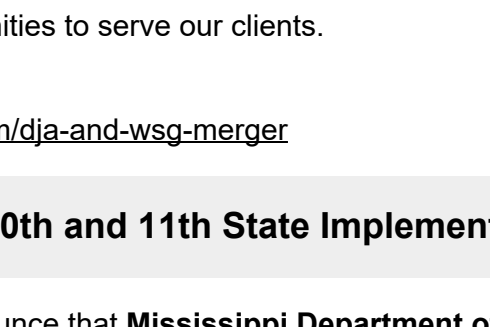 ities to serve our clients.
/dja-and-wsg-merger
0th and 11th State Implement
unce that Mississippi Department o